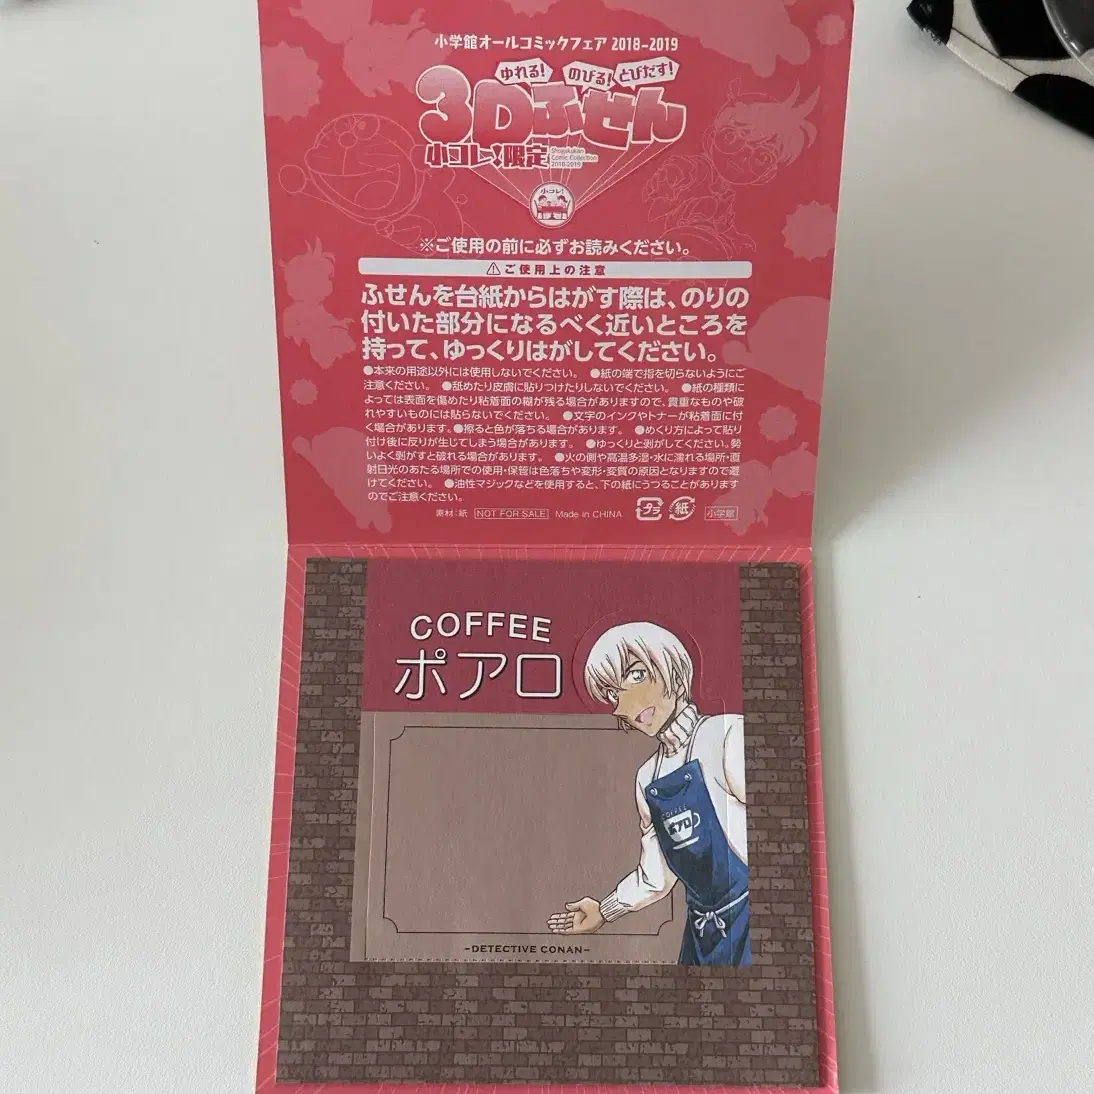 小学館オールコミックフェア 2018-2019
ゆれる! のびる! とびだす!
3Dふせん
小コレ!限定 Shogakukan Comic Collection 2018-2019
小コレ!
※ご使用の前に必ずお読みください。
⚠ご使用上の注意
ふせんを台紙からはがす際は、のりの
付いた部分になるべく近いところを
持って、ゆっくりはがしてください。
●本来の用途以外には使用しないでください。 ●紙の端で指を切らないようにご
注意ください。 ●舐めたり皮膚に貼りつけたりしないでください。 ●紙の種類に
よっては表面を傷めたり粘着面の糊が残る場合がありますので、貴重なものや破
れやすいものには貼らないでください。 ●文字のインクやトナーが粘着面に付
く場合があります。●擦ると色が落ちる場合があります。 ●めくり方によって貼り
付け後に反りが生じてしまう場合があります。 ●ゆっくりと剥がしてください。勢
いよく剥がすと破れる場合があります。 ●火の側や高温多湿・水に濡れる場所・直
射日光のあたる場所での使用・保管は色落ちや変形・変質の原因となりますので避
けてください。 ●油性マジックなどを使用すると、下の紙にうつることがあります
のでご注意ください。
素材:紙 NOT FOR SALE Made in CHINA プラ 紙 小学館
COFFEE
ポアロ
COFFEE
ポアロ
-DETECTIVE CONAN-